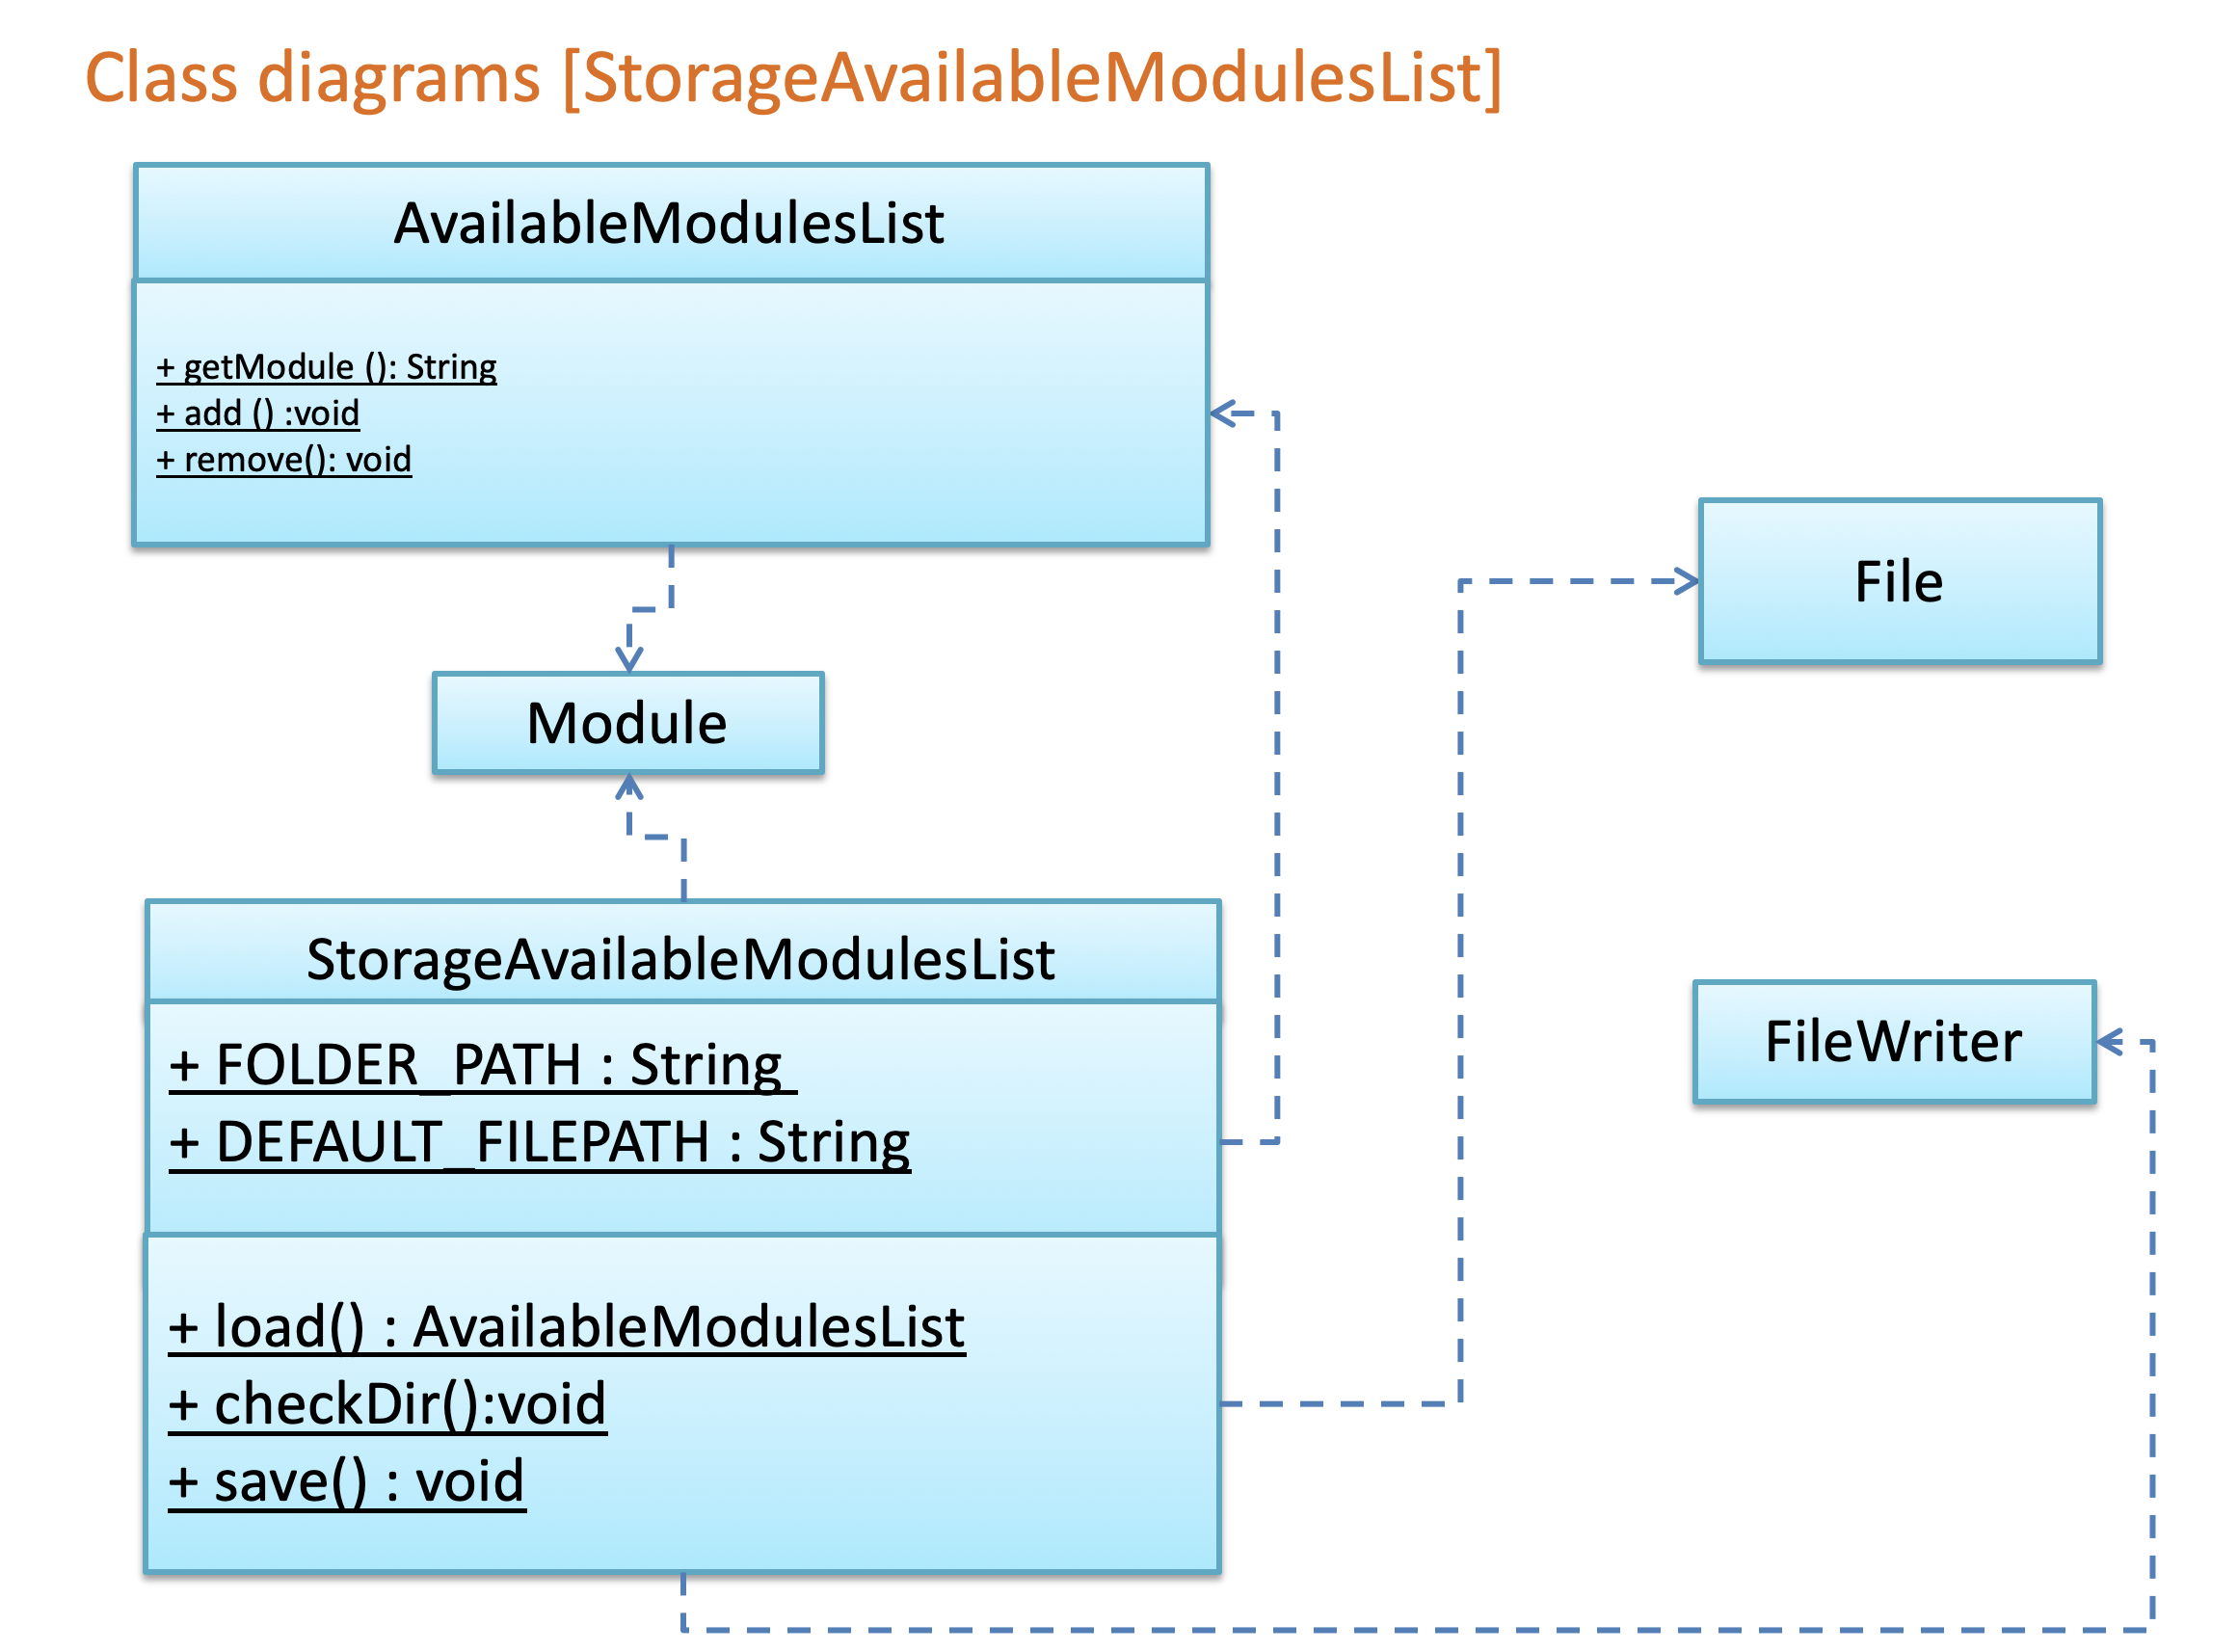 Class diagrams [StorageAvailableModulesList]
AvailableModulesList
+ getModule (): String
+ add () :void
+ remove(): void
File
Module
StorageAvailableModulesList
+ FOLDER_PATH : String
+ DEFAULT_FILEPATH : String
FileWriter
+ load() : AvailableModulesList
+ checkDir():void
+ save() : void